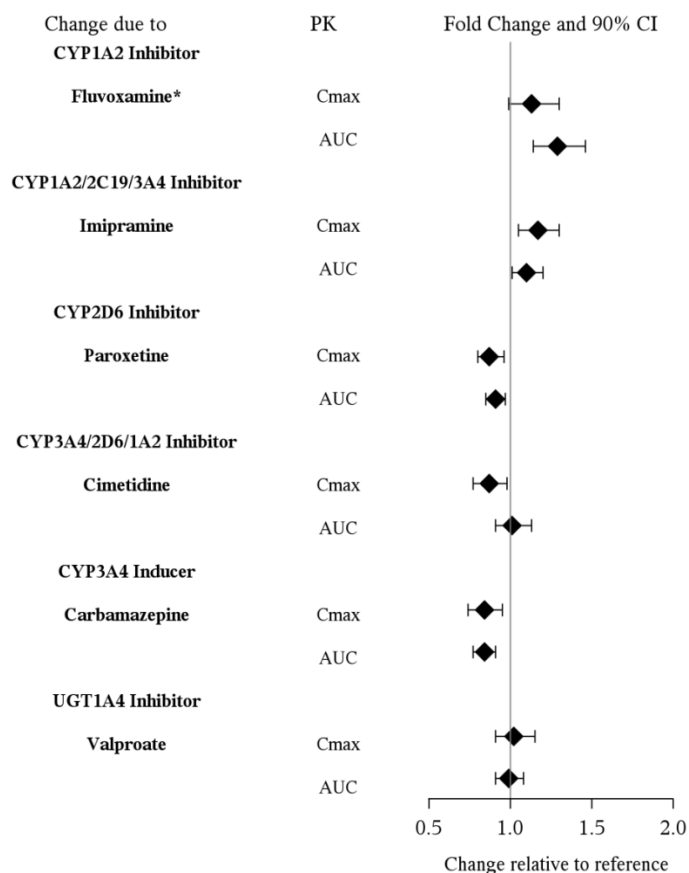 Change due to PK Fold Change and 90% CI
CYP1A2 Inhibitor
Fluvoxamine* Cmax
AUC
CYP1A2/2C19/3A4 Inhibitor
Imipramine Cmax
AUC
CYP2D6 Inhibitor
Paroxetine Cmax
AUC
CYP3A4/2D6/1A2 Inhibitor
Cimetidine Cmax
AUC
CYP3A4 Inducer
Carbamazepine Cmax
AUC
UGT1A4 Inhibitor
Valproate Cmax
AUC
0.5 1.0 1.5 2.0
Change relative to reference